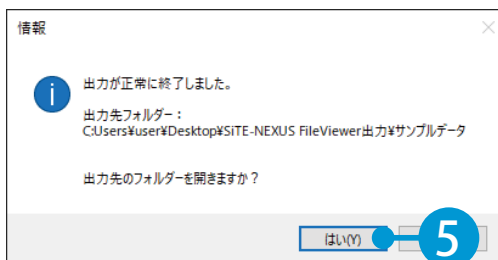 情報
出力が正常に終了しました。
出力先フォルダー：
C:Users¥user¥Desktop¥SiTE-NEXUS FileViewer出力¥サンプルデータ
出力先のフォルダーを開きますか？
はい(Y)
5